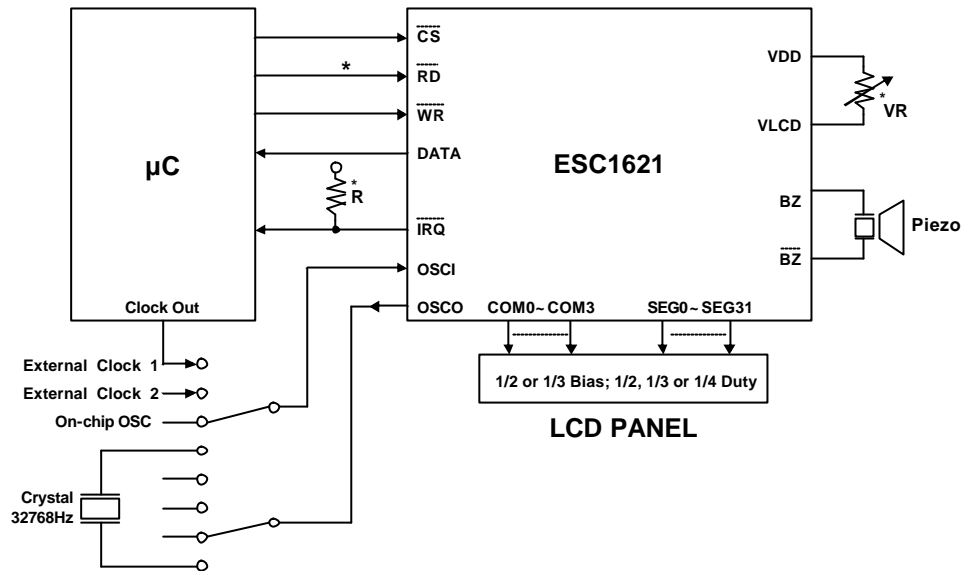 µC
Clock Out
ESC1621
CS
RD
WR
DATA
IRQ
OSCI
OSCO
*
* R
VDD
VLCD
* VR
BZ
BZ
Piezo
COM0~ COM3
SEG0~ SEG31
1/2 or 1/3 Bias; 1/2, 1/3 or 1/4 Duty
LCD PANEL
External Clock 1
External Clock 2
On-chip OSC
Crystal
32768Hz